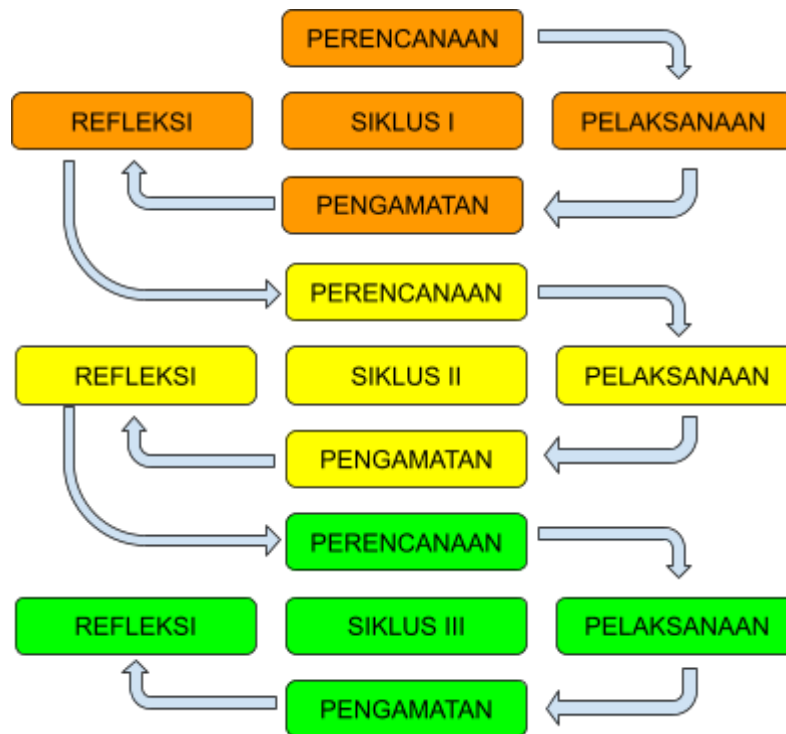 PERENCANAAN
REFLEKSI
SIKLUS I
PELAKSANAAN
PENGAMATAN
PERENCANAAN
REFLEKSI
SIKLUS II
PELAKSANAAN
PENGAMATAN
PERENCANAAN
REFLEKSI
SIKLUS III
PELAKSANAAN
PENGAMATAN